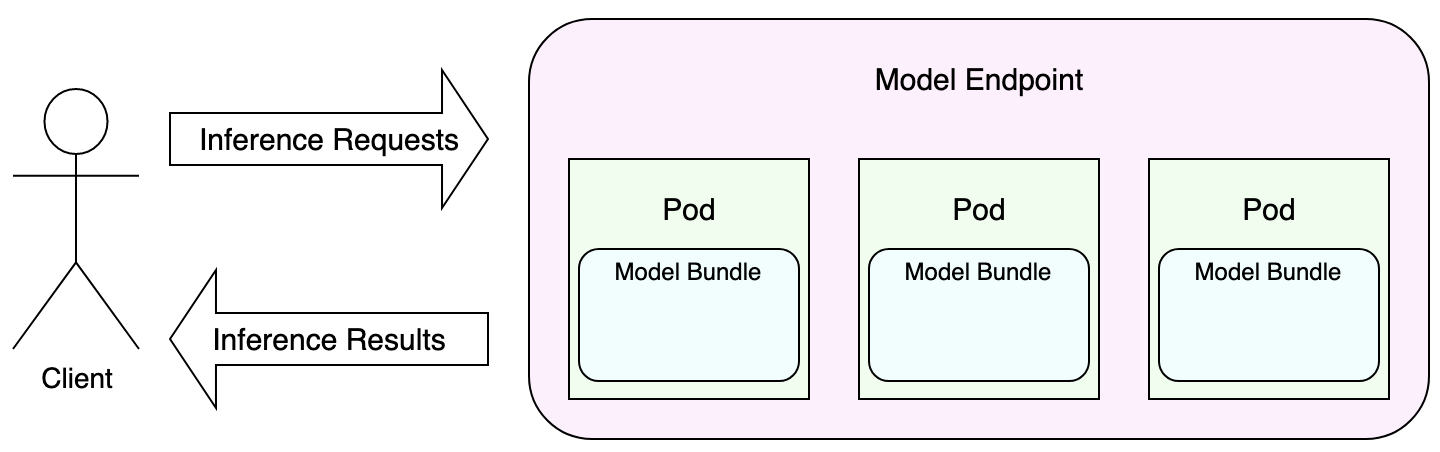 Model Endpoint
Inference Requests
Pod
Pod
Pod
Model Bundle
Model Bundle
Model Bundle
Inference Results
Client